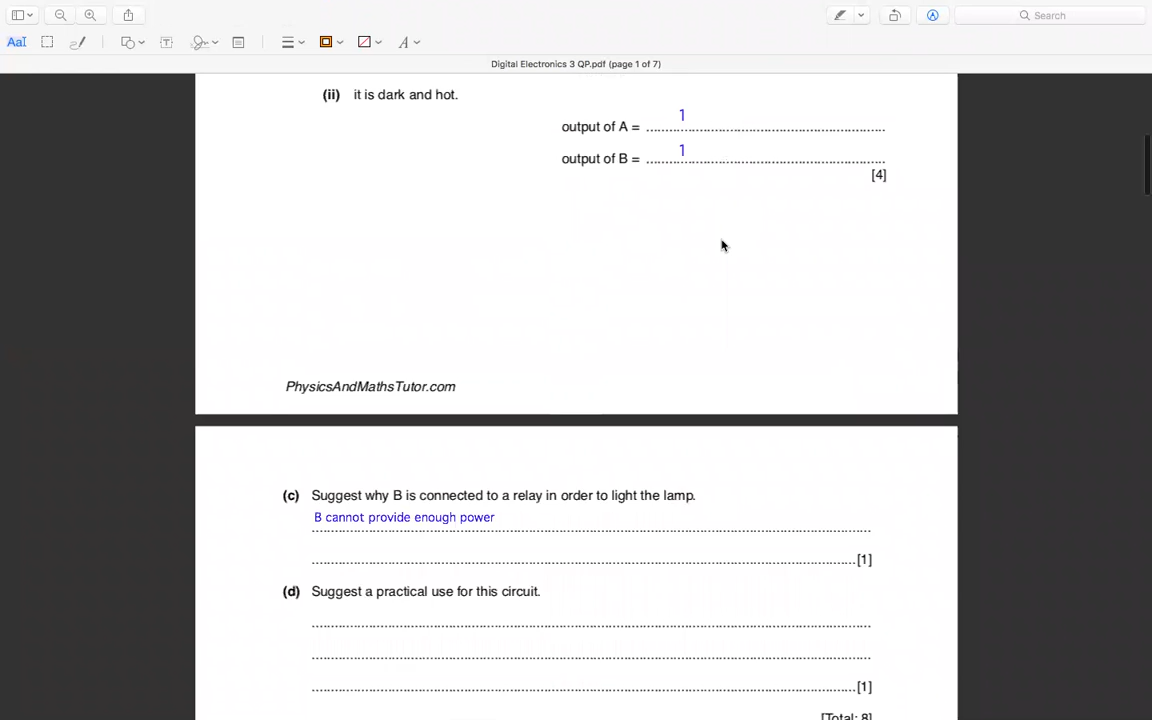 Search
AaI
T
A
Digital Electronics 3 QP.pdf (page 1 of 7)
(ii) it is dark and hot.
output of A = 1
output of B = 1
[4]
PhysicsAndMathsTutor.com
(c) Suggest why B is connected to a relay in order to light the lamp.
B cannot provide enough power
[1]
(d) Suggest a practical use for this circuit.
[1]
[Total: 8]